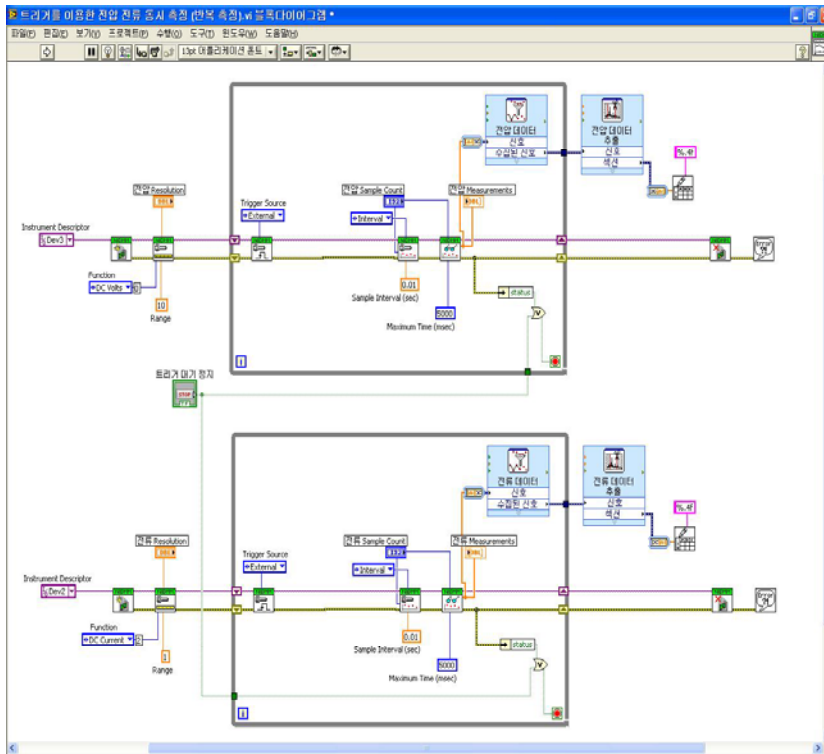 트리거를 이용한 전압 전류 동시 측정 (반복 측정).vi 블록다이어그램 *
파일(F) 편집(E) 보기(V) 프로젝트(P) 수행(O) 도구(T) 윈도우(W) 도움말(H)
13pt 어플리케이션 폰트
전압 데이터
신호
수집된 신호
전압 데이터
추출
신호
섹션
%.4f
전압 Resolution
Trigger Source
External
전압 Sample Count
Interval
전압 Measurements
Instrument Descriptor
Dev3
Function
DC Volts
10
Range
0.01
Sample Interval (sec)
5000
Maximum Time (msec)
status
Error
i
트리거 대기 정지
STOP
전류 데이터
신호
수집된 신호
전류 데이터
추출
신호
섹션
%.4f
전류 Resolution
Trigger Source
External
전류 Sample Count
Interval
전류 Measurements
Instrument Descriptor
Dev2
Function
DC Current
1
Range
0.01
Sample Interval (sec)
5000
Maximum Time (msec)
status
Error
i